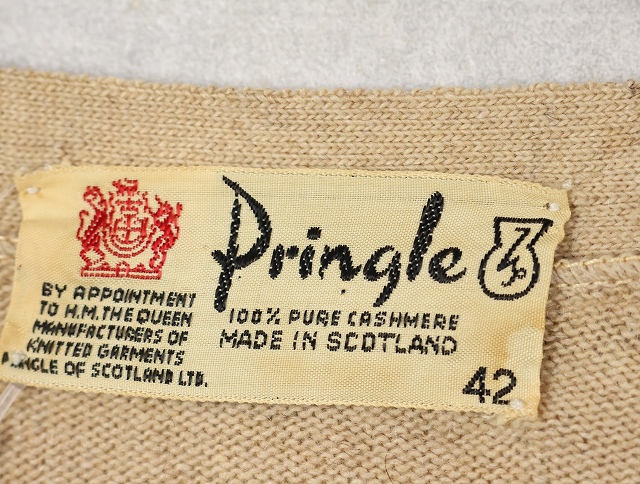 Pringle
100% PURE CASHMERE
MADE IN SCOTLAND
42
BY APPOINTMENT
TO H.M. THE QUEEN
MANUFACTURERS OF
KNITTED GARMENTS
OF SCOTLAND LTD.